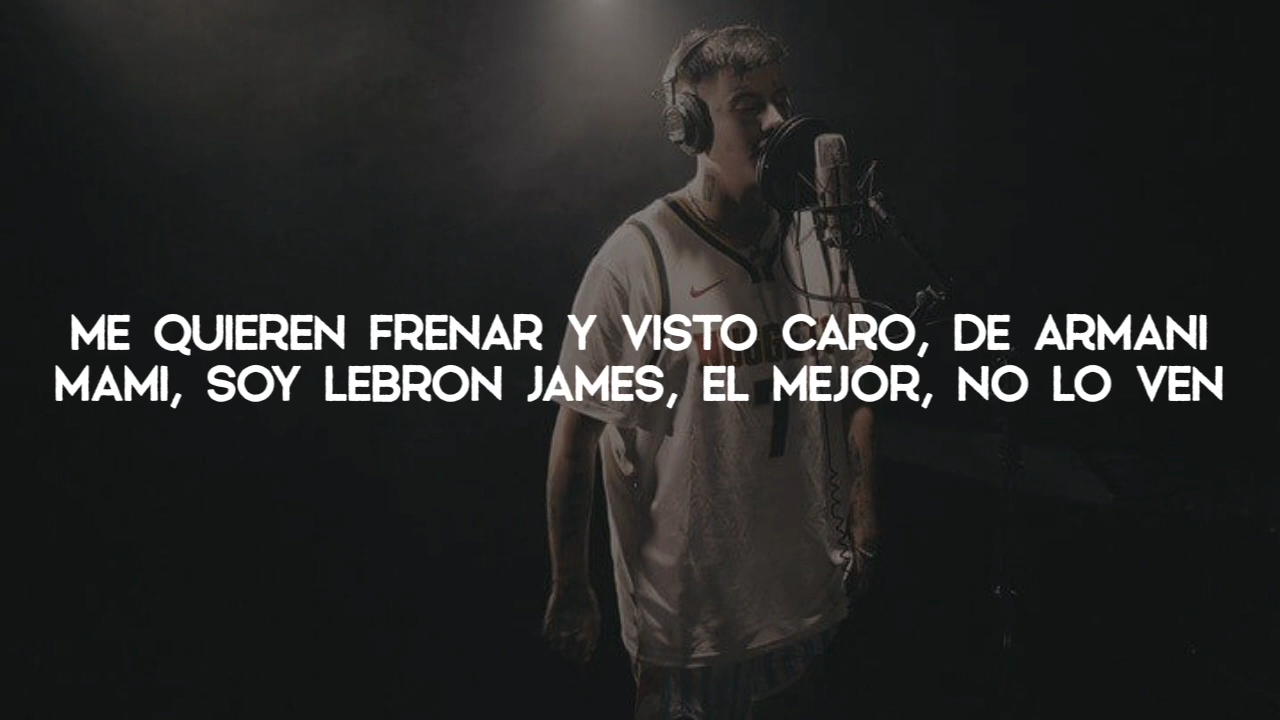 ME QUIEREN FRENAR Y VISTO CARO, DE ARMANI
MAMI, SOY LEBRON JAMES, EL MEJOR, NO LO VEN